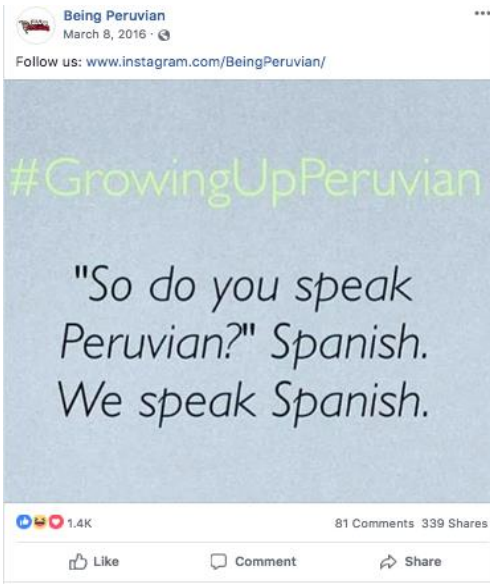 Being Peruvian
March 8, 2016 ·
Follow us: www.instagram.com/BeingPeruvian/
#GrowingUpPeruvian
"So do you speak
Peruvian?" Spanish.
We speak Spanish.
1.4K 81 Comments 339 Shares
Like Comment Share